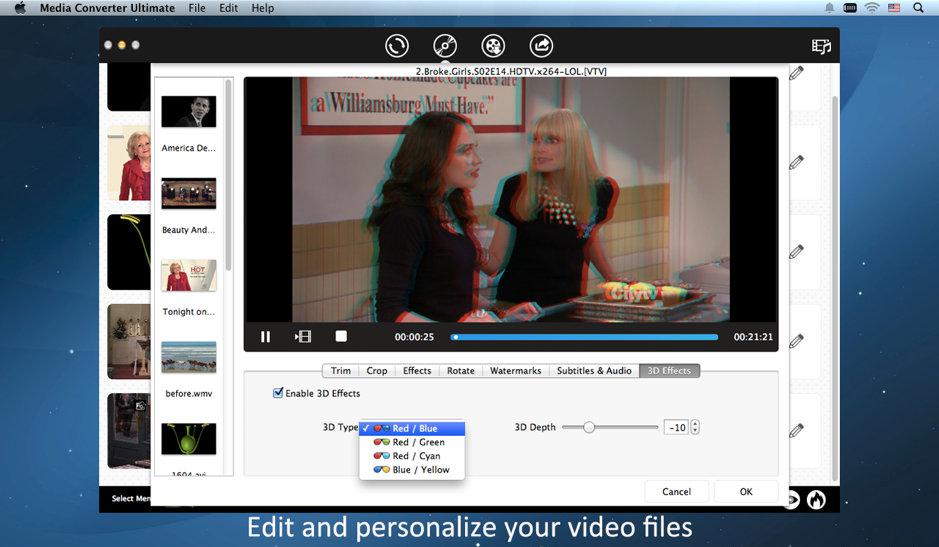 Media Converter Ultimate File Edit Help
2.Broke.Girls.S02E14.HDTV.x264-LOL.[VTV]
a Williamsburg Must Have."
America De...
Beauty And...
HOT
Tonight on...
before.wmv
1604.avi
Citytv
00:00:25
00:21:21
Trim Crop Effects Rotate Watermarks Subtitles & Audio 3D Effects
Enable 3D Effects
3D Type
Red / Blue
Red / Green
Red / Cyan
Blue / Yellow
3D Depth
-10
Select Men
Cancel OK
Edit and personalize your video files